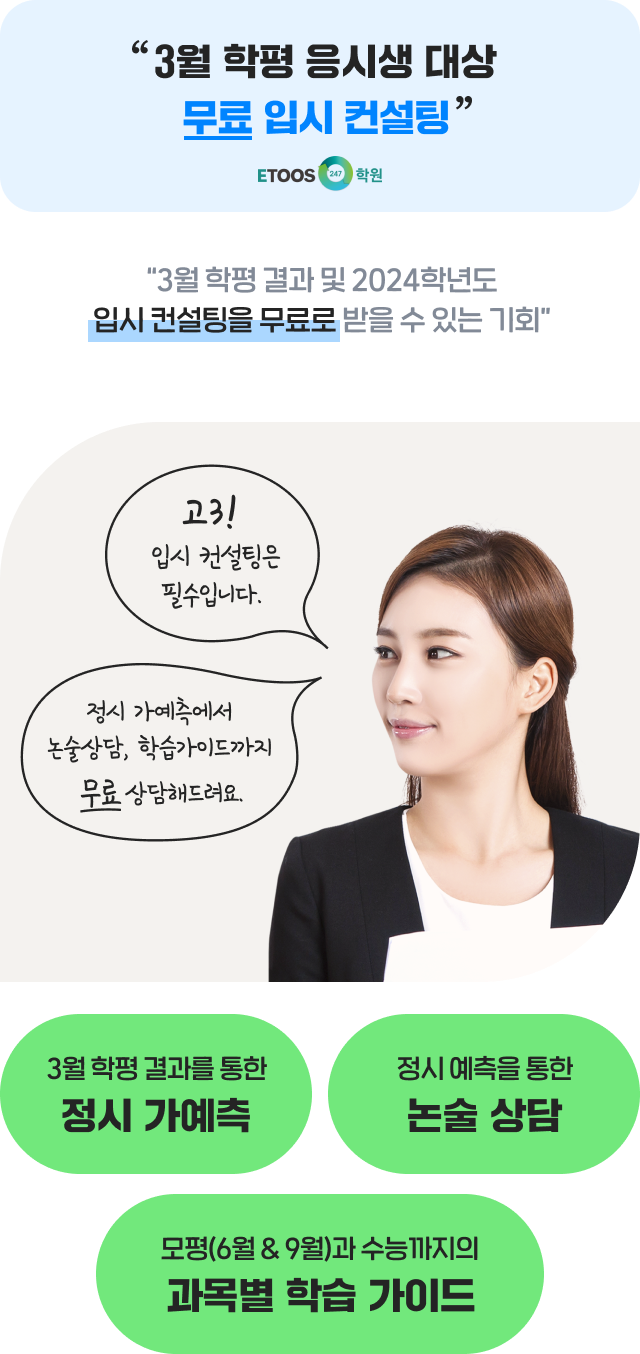 “3월 학평 응시생 대상
무료 입시 컨설팅”
ETOOS 247 학원
“3월 학평 결과 및 2024학년도
입시 컨설팅을 무료로 받을 수 있는 기회”
고3!
입시 컨설팅은
필수입니다.
정시 가예측에서
논술상담, 학습가이드까지
무료 상담해드려요.
3월 학평 결과를 통한
정시 가예측
정시 예측을 통한
논술 상담
모평(6월 & 9월)과 수능까지의
과목별 학습 가이드